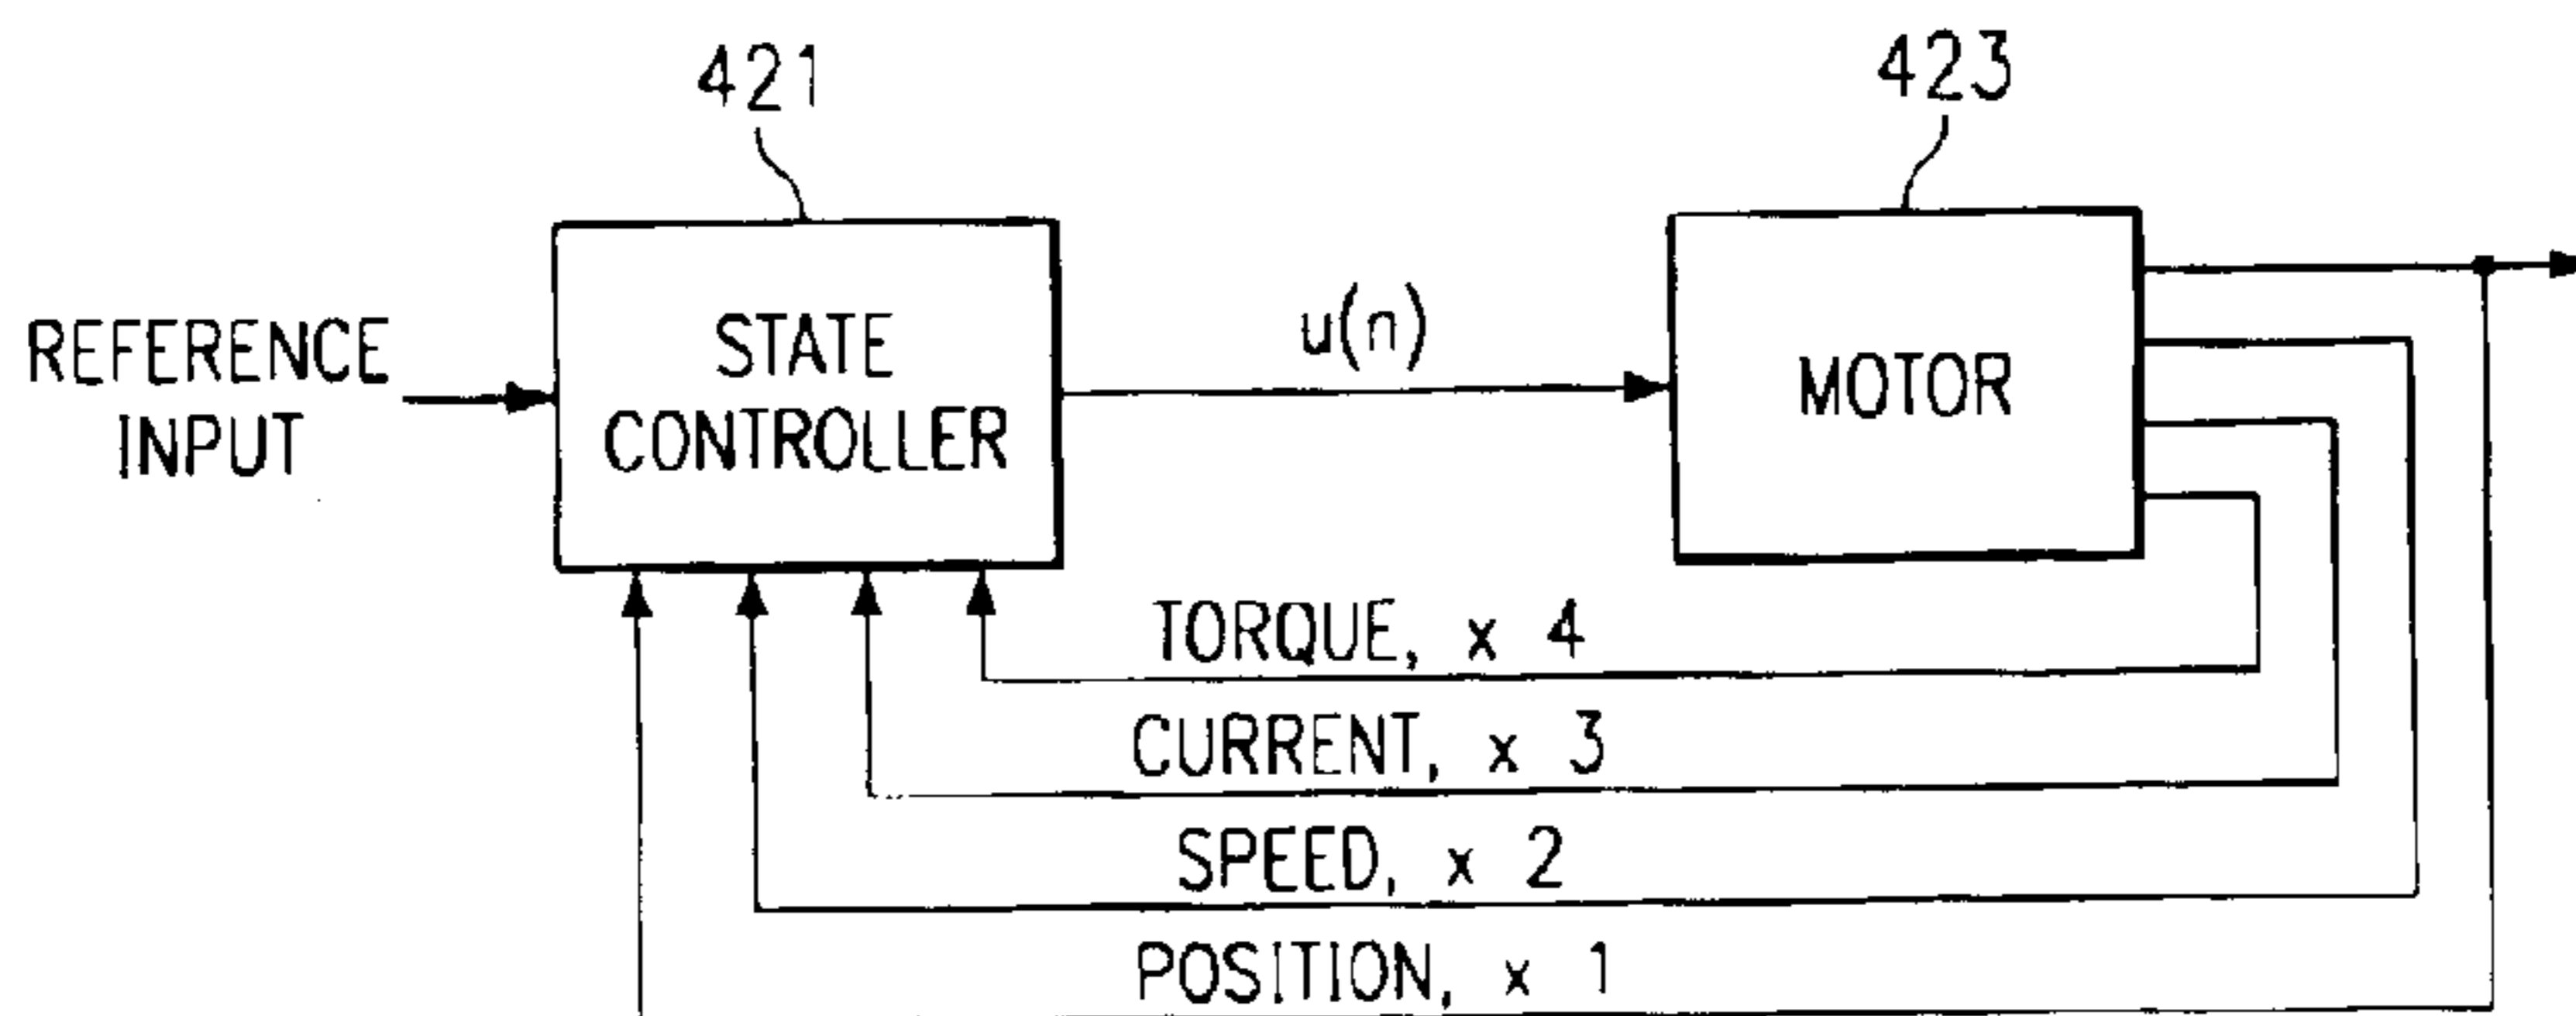 421
423
REFERENCE
INPUT
STATE
CONTROLLER
u(n)
MOTOR
TORQUE, x 4
CURRENT, x 3
SPEED, x 2
POSITION, x 1